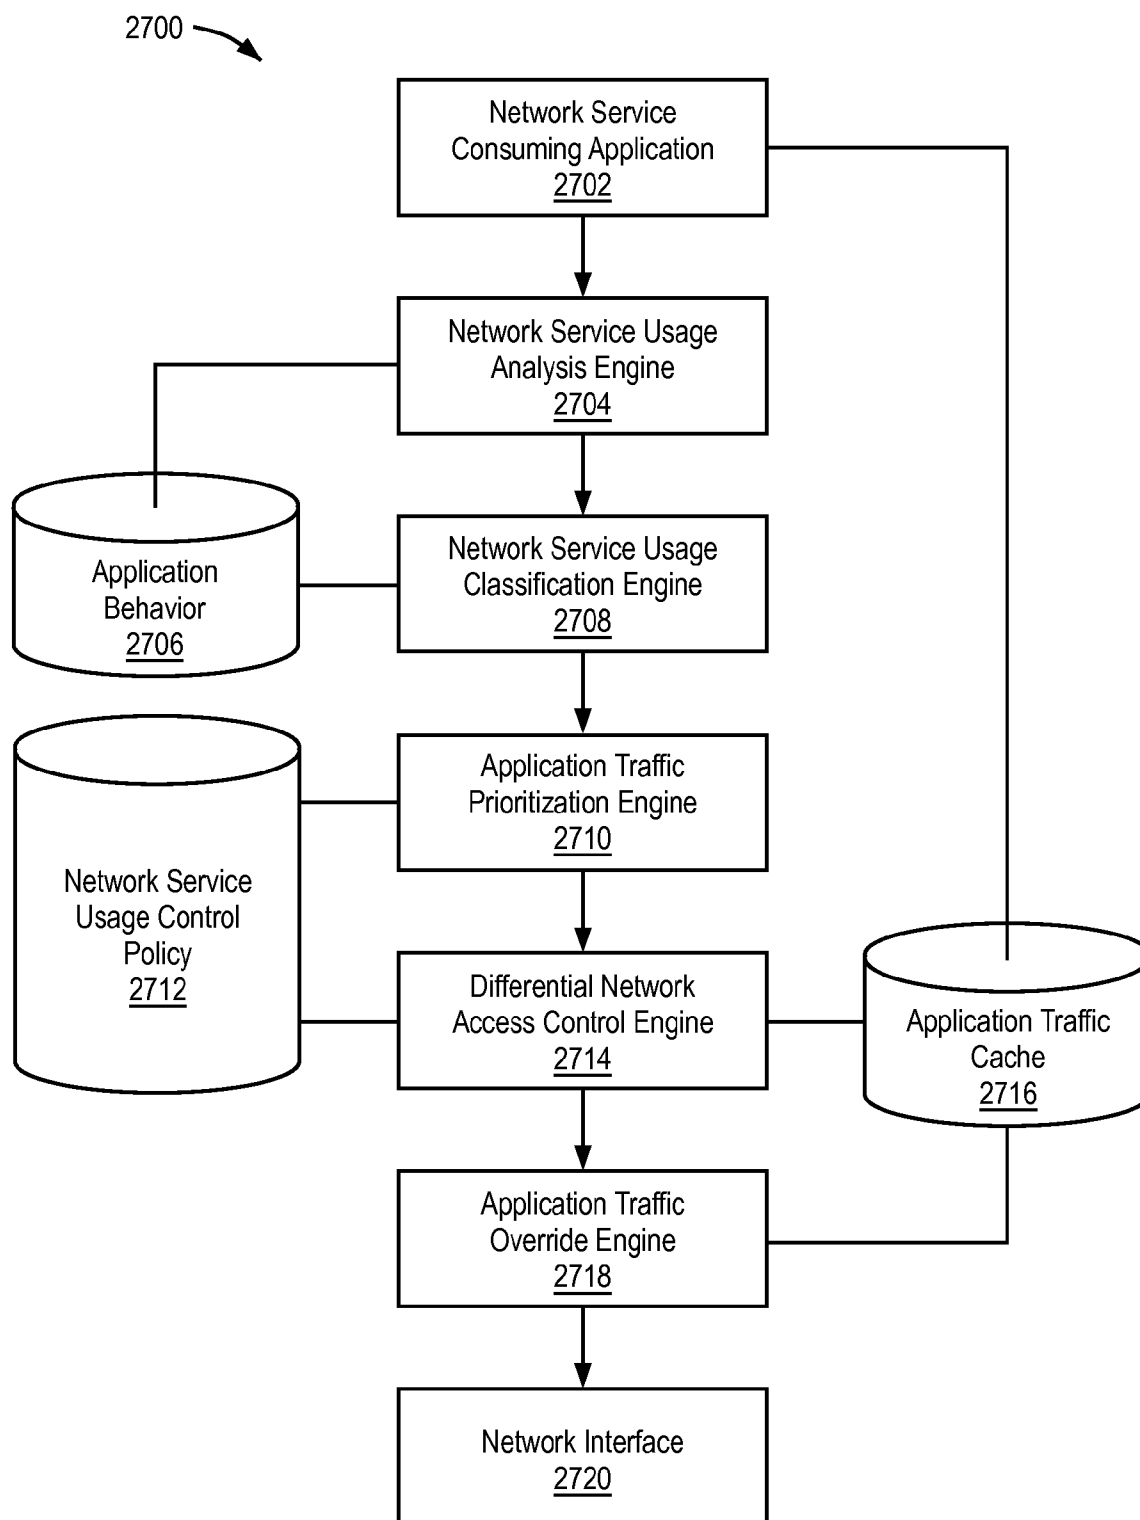 2700
Network Service
Consuming Application
2702
Network Service Usage
Analysis Engine
2704
Application
Behavior
2706
Network Service Usage
Classification Engine
2708
Application Traffic
Prioritization Engine
2710
Network Service
Usage Control
Policy
2712
Differential Network
Access Control Engine
2714
Application Traffic
Cache
2716
Application Traffic
Override Engine
2718
Network Interface
2720